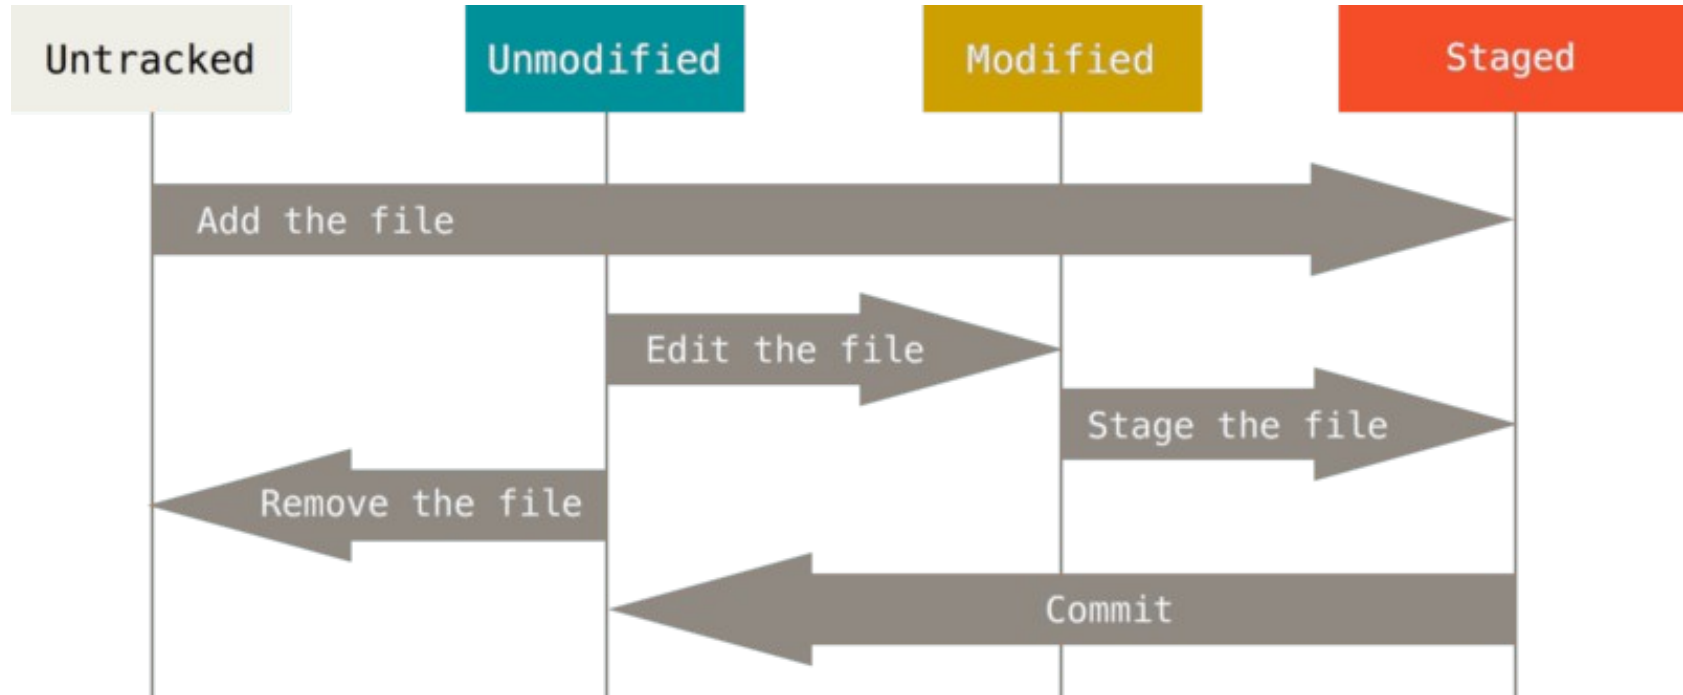 Untracked
Unmodified
Modified
Staged
Add the file
Edit the file
Stage the file
Remove the file
Commit